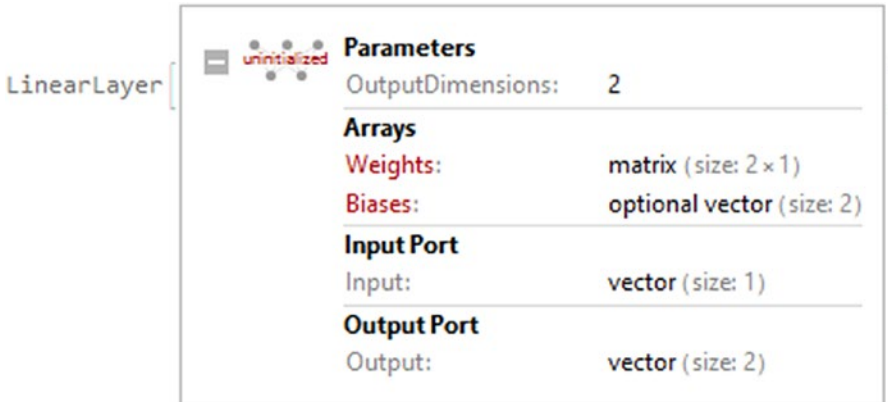 Parameters
uninitialized
OutputDimensions: 2
LinearLayer[
Arrays
Weights: matrix (size: 2×1)
Biases: optional vector (size: 2)
Input Port
Input: vector (size: 1)
Output Port
Output: vector (size: 2)